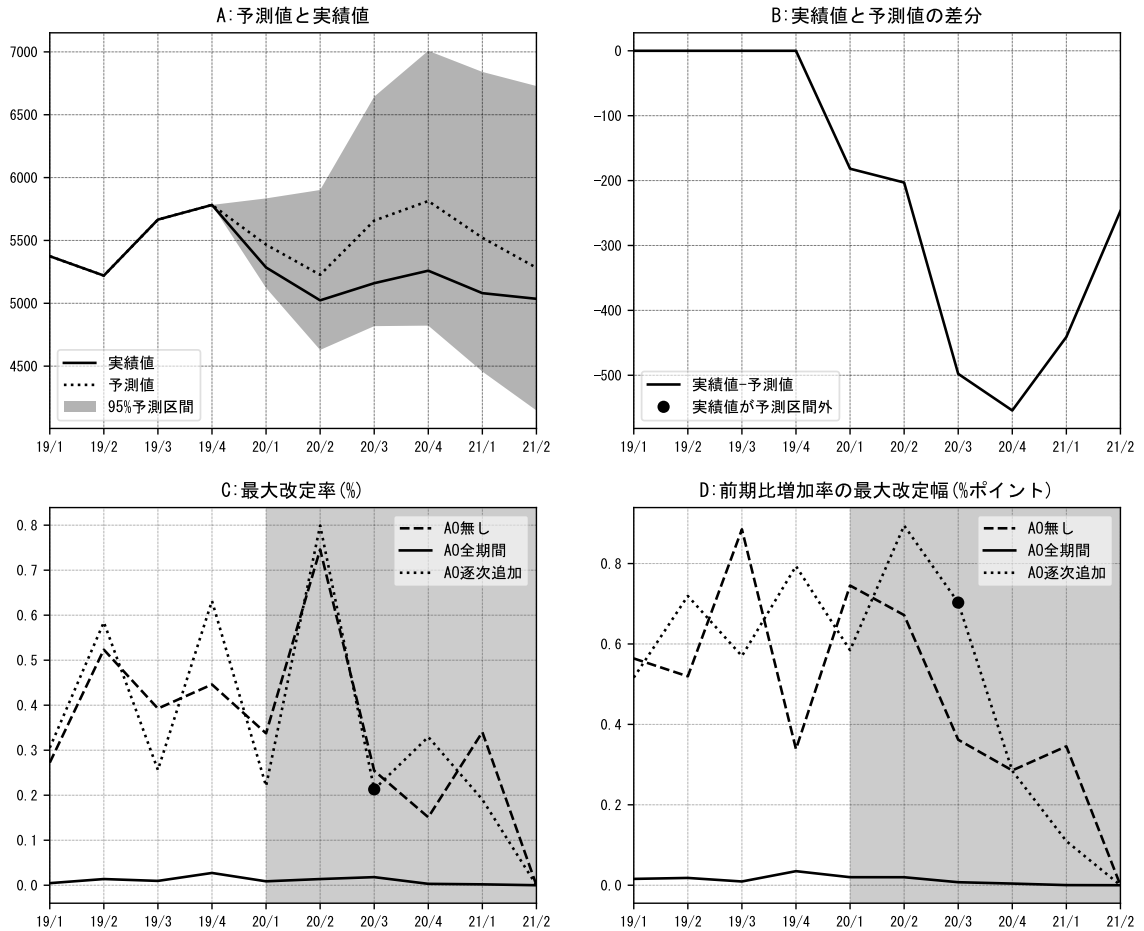 A:予測値と実績値
7000
6500
6000
5500
5000
4500
実績値
予測値
95%予測区間
19/1 19/2 19/3 19/4 20/1 20/2 20/3 20/4 21/1 21/2
B:実績値と予測値の差分
0
−100
−200
−300
−400
−500
実績値−予測値
実績値が予測区間外
19/1 19/2 19/3 19/4 20/1 20/2 20/3 20/4 21/1 21/2
C:最大改定率(%)
0.8
0.7
0.6
0.5
0.4
0.3
0.2
0.1
0.0
AO無し
AO全期間
AO逐次追加
19/1 19/2 19/3 19/4 20/1 20/2 20/3 20/4 21/1 21/2
D:前期比増加率の最大改定幅(%ポイント)
0.8
0.6
0.4
0.2
0.0
AO無し
AO全期間
AO逐次追加
19/1 19/2 19/3 19/4 20/1 20/2 20/3 20/4 21/1 21/2